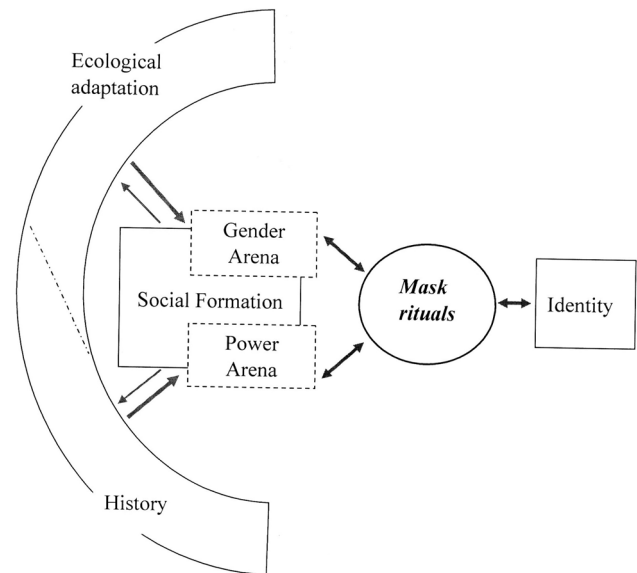 Ecological
adaptation
Gender
Arena
Social Formation
Power
Arena
Mask
rituals
Identity
History